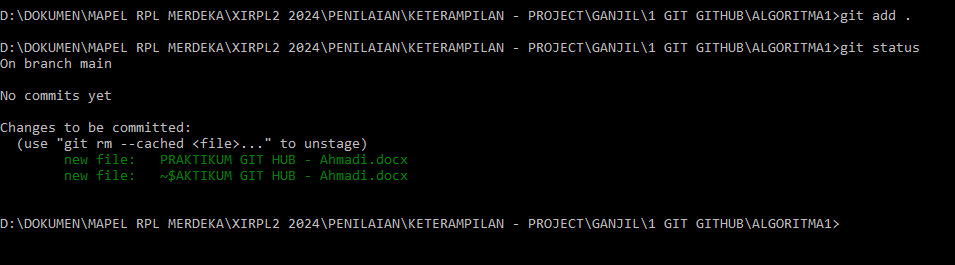 D:\DOKUMEN\MAPEL RPL MERDEKA\XIRPL2 2024\PENILAIAN\KETERAMPILAN - PROJECT\GANJIL\1 GIT GITHUB\ALGORITMA1>git add .
D:\DOKUMEN\MAPEL RPL MERDEKA\XIRPL2 2024\PENILAIAN\KETERAMPILAN - PROJECT\GANJIL\1 GIT GITHUB\ALGORITMA1>git status
On branch main
No commits yet
Changes to be committed:
  (use "git rm --cached <file>..." to unstage)
        new file:   PRAKTIKUM GIT HUB - Ahmadi.docx
        new file:   ~$AKTIKUM GIT HUB - Ahmadi.docx
D:\DOKUMEN\MAPEL RPL MERDEKA\XIRPL2 2024\PENILAIAN\KETERAMPILAN - PROJECT\GANJIL\1 GIT GITHUB\ALGORITMA1>